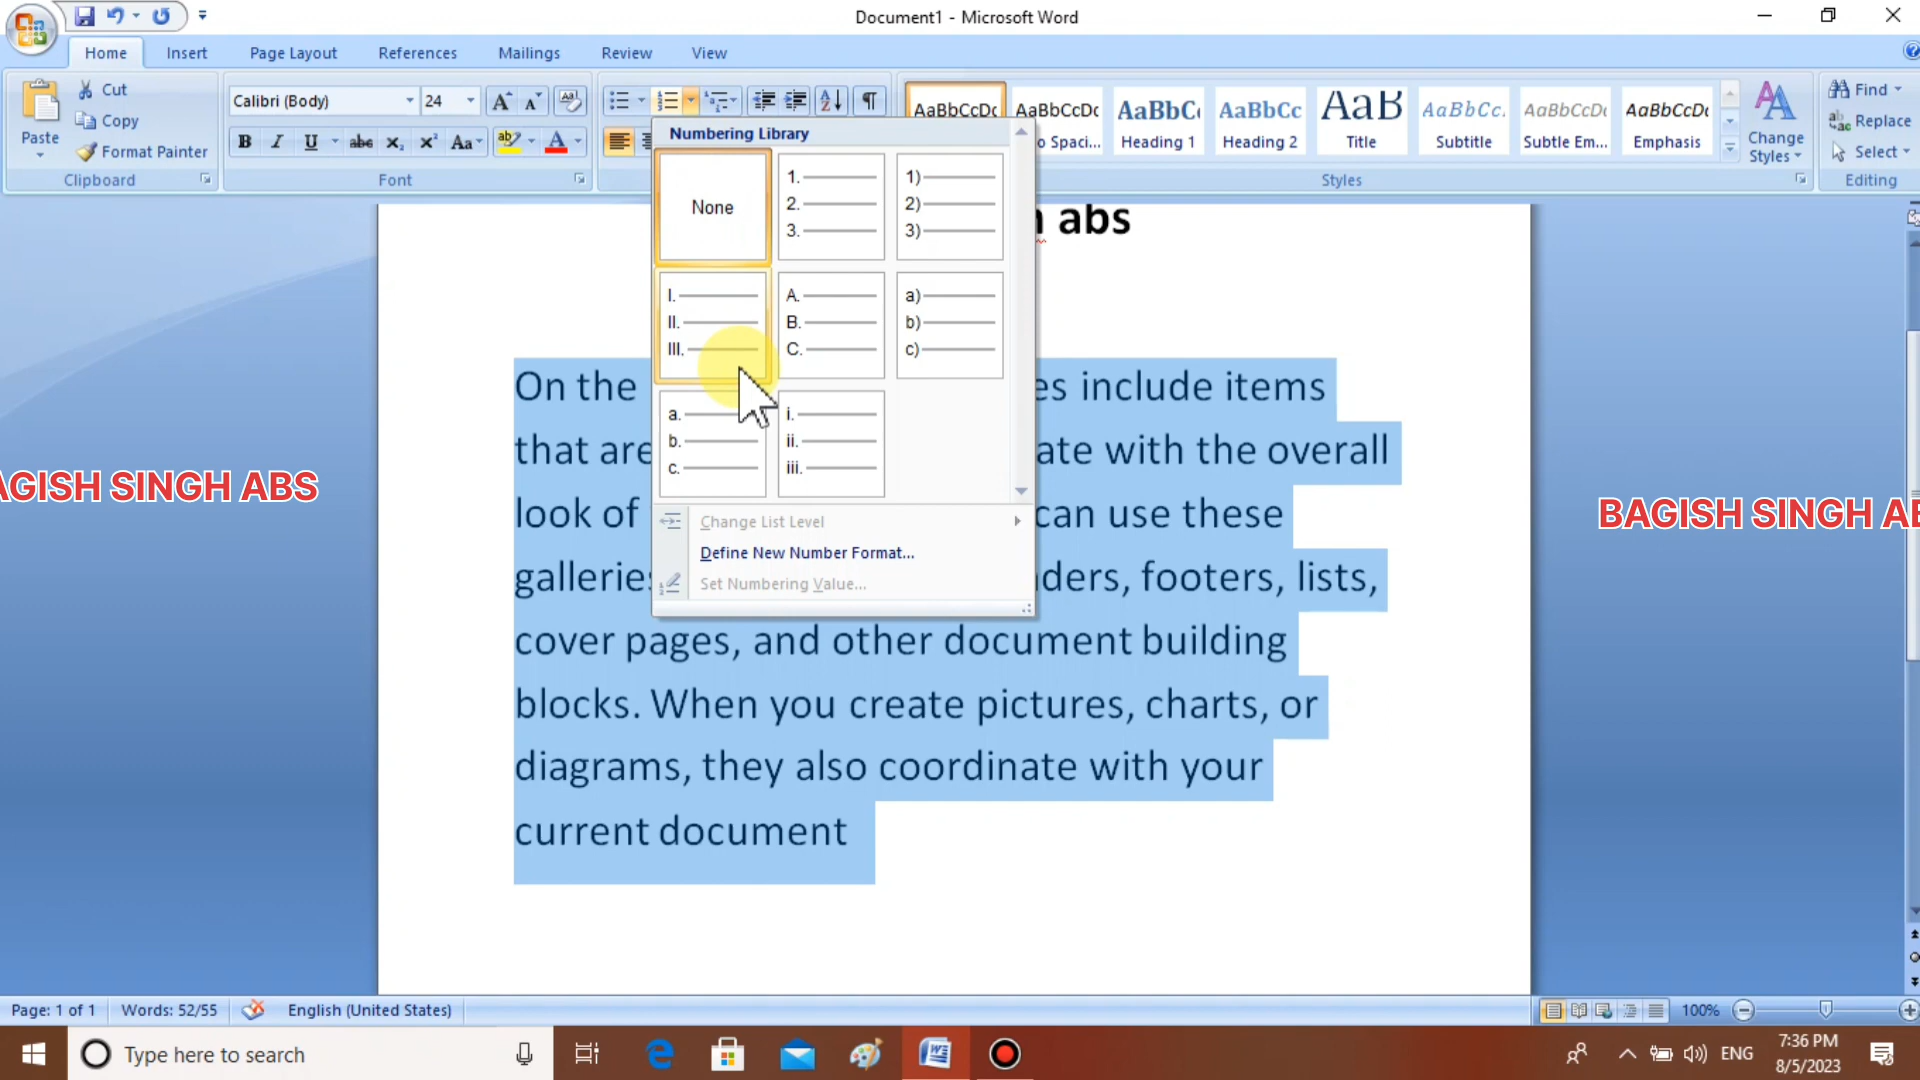 Document1 - Microsoft Word
Home Insert Page Layout References Mailings Review View
Paste
Cut
Copy
Format Painter
Clipboard
Calibri (Body) 24
B I U abc X₂ X² Aa
Font
AaBbCcDc AaBbCcDc AaBbC AaBbCc AaB AaBbCc. AaBbCcDc AaBbCcDc
o Spaci... Heading 1 Heading 2 Title Subtitle Subtle Em... Emphasis
Change Styles
Styles
Find
Replace
Select
Editing
Numbering Library
None
1.
2.
3.
1)
2)
3)
I.
II.
III.
A.
B.
C.
a)
b)
c)
a.
b.
c.
i.
ii.
iii.
Change List Level
Define New Number Format...
Set Numbering Value...
abs
On the es include items
that are ate with the overall
look of can use these
galleries ders, footers, lists,
cover pages, and other document building
blocks. When you create pictures, charts, or
diagrams, they also coordinate with your
current document
AGISH SINGH ABS
BAGISH SINGH AB
Page: 1 of 1 Words: 52/55 English (United States) 100%
Type here to search
ENG
7:36 PM
8/5/2023